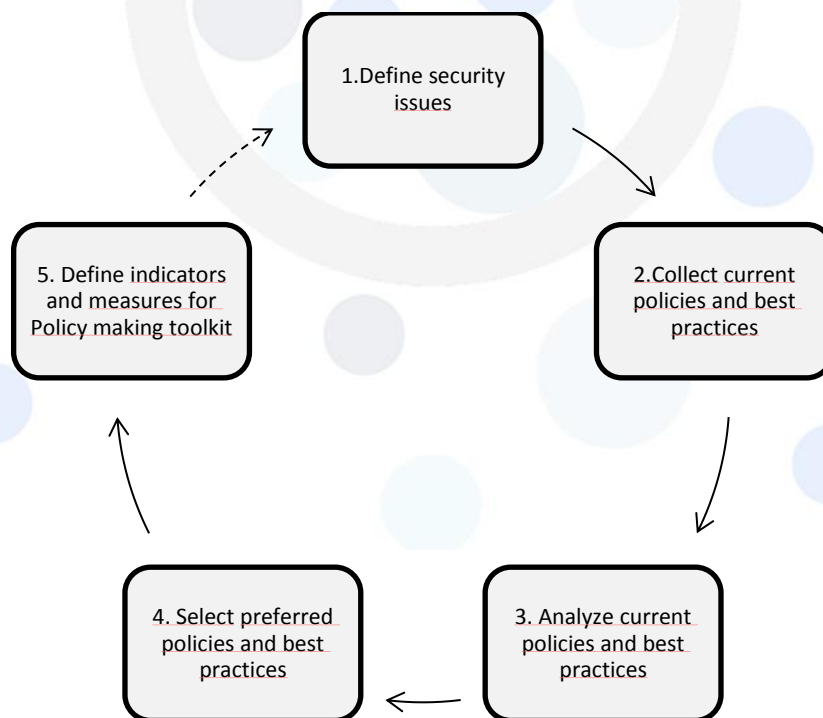 1.Define security
issues
2.Collect current
policies and best
practices
3. Analyze current
policies and best
practices
4. Select preferred
policies and best
practices
5. Define indicators
and measures for
Policy making toolkit